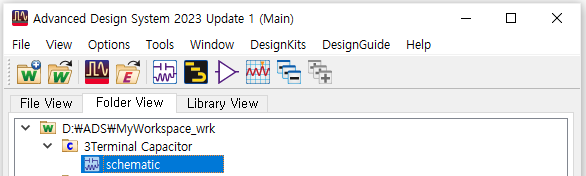 Advanced Design System 2023 Update 1 (Main)
File View Options Tools Window DesignKits DesignGuide Help
W W E
File View Folder View Library View
W D:₩ADS₩MyWorkspace_wrk
C 3Terminal Capacitor
schematic